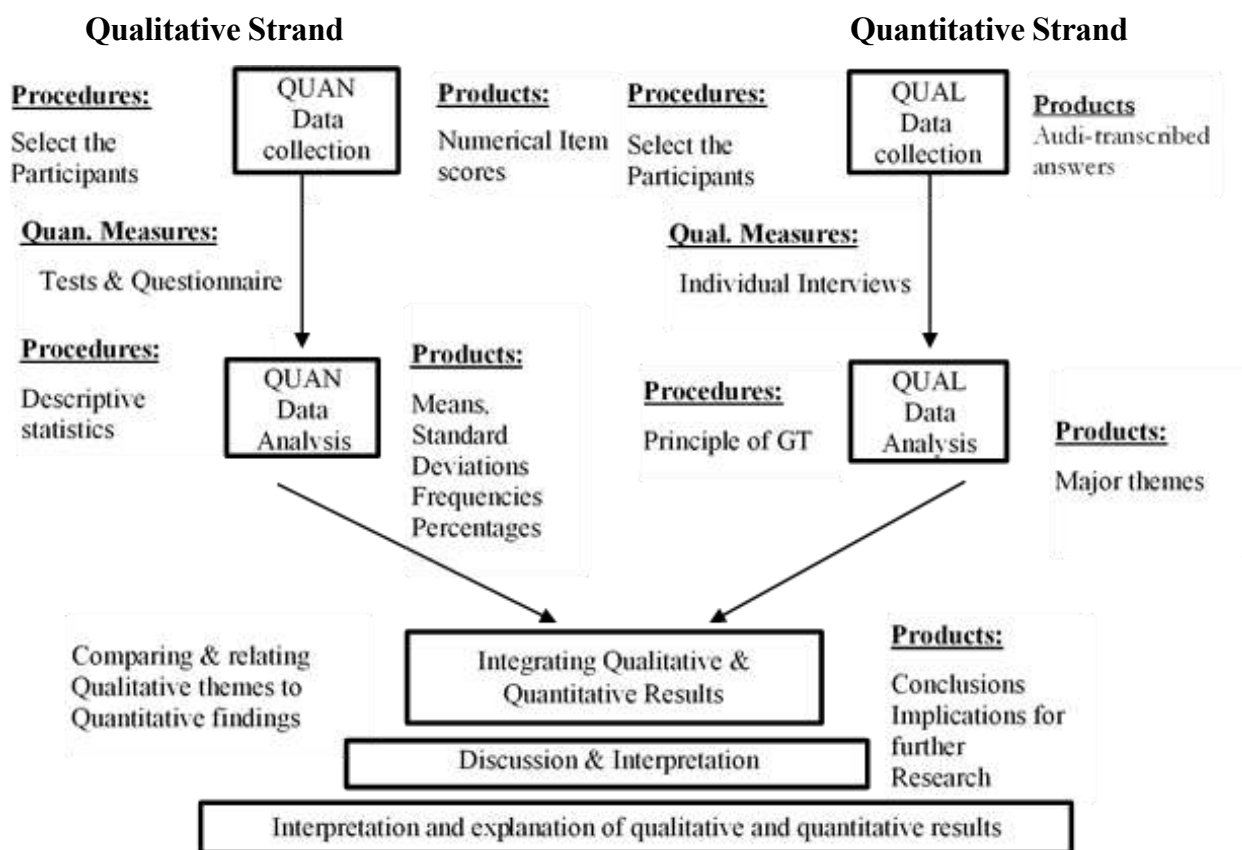 Qualitative Strand
Quantitative Strand
Procedures:
Select the
Participants
QUAN
Data
collection
Products:
Numerical Item
scores
Procedures:
Select the
Participants
QUAL
Data
collection
Products
Audi-transcribed
answers
Quan. Measures:
Tests & Questionnaire
Qual. Measures:
Individual Interviews
Procedures:
Descriptive
statistics
QUAN
Data
Analysis
Products:
Means,
Standard
Deviations
Frequencies
Percentages
Procedures:
Principle of GT
QUAL
Data
Analysis
Products:
Major themes
Comparing & relating
Qualitative themes to
Quantitative findings
Integrating Qualitative &
Quantitative Results
Products:
Conclusions
Implications for
further
Research
Discussion & Interpretation
Interpretation and explanation of qualitative and quantitative results